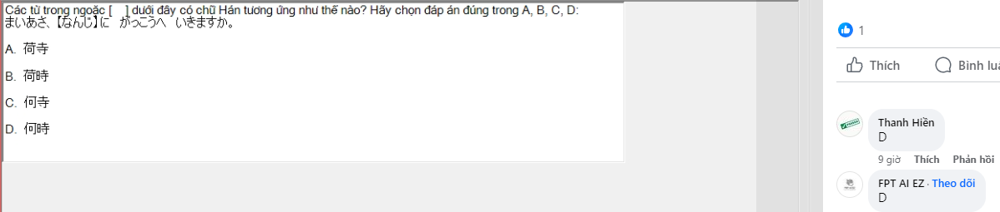 Các từ trong ngoặc [ ] dưới đây có chữ Hán tương ứng như thế nào? Hãy chọn đáp án đúng trong A, B, C, D:
まいあさ、【なんじ】に がっこうへ いきますか。
A. 荷寺
B. 荷時
C. 何寺
D. 何時
1
Thích
Bình luậ
Thanh Hiền
D
9 giờ Thích Phản hồi
FPT AI EZ · Theo dõi
D